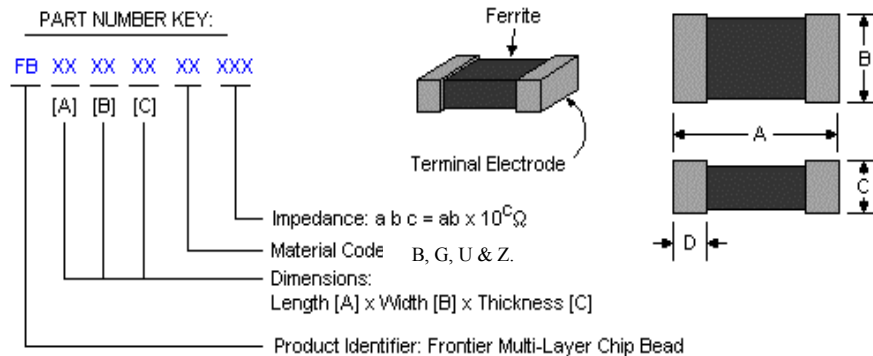 PART NUMBER KEY:
FB XX XX XX XX XXX
[A] [B] [C]
Impedance: a b c = ab x 10^CΩ
Material Code B, G, U & Z.
Dimensions:
Length [A] x Width [B] x Thickness [C]
Product Identifier: Frontier Multi-Layer Chip Bead
Ferrite
Terminal Electrode
B
A
C
D